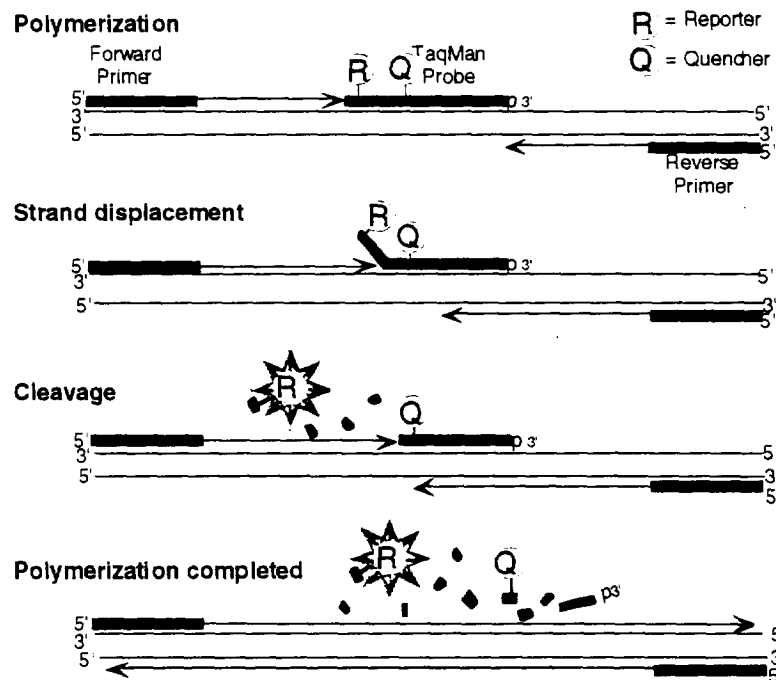 Polymerization
R = Reporter
Q = Quencher
Forward
Primer
R
Q
TaqMan
Probe
5'
3'
3'
5'
5'
3'
5'
Reverse
Primer
Strand displacement
R
Q
5'
3'
3'
5'
5'
3'
5'
Cleavage
R
Q
5'
3'
3'
5
5'
3
5
Polymerization completed
R
Q
p3'
5'
3'
5
5'
3